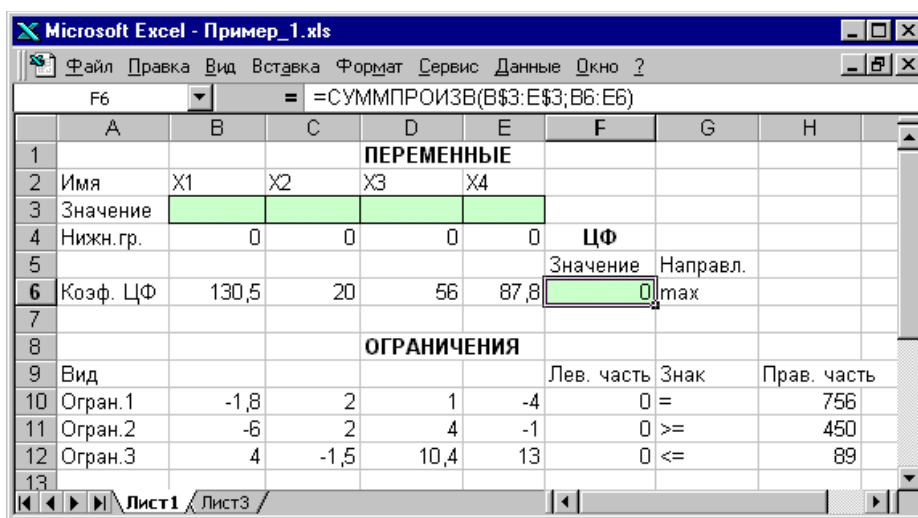 Microsoft Excel - Пример_1.xls
Файл Правка Вид Вставка Формат Сервис Данные Окно ?
F6 = =СУММПРОИЗВ(B$3:E$3;B6:E6)
A B C D E F G H
1 ПЕРЕМЕННЫЕ
2 Имя X1 X2 X3 X4
3 Значение
4 Нижн.гр. 0 0 0 0 ЦФ
5 Значение Направл.
6 Коэф. ЦФ 130,5 20 56 87,8 0 max
7
8 ОГРАНИЧЕНИЯ
9 Вид Лев. часть Знак Прав. часть
10 Огран.1 -1,8 2 1 -4 0 = 756
11 Огран.2 -6 2 4 -1 0 >= 450
12 Огран.3 4 -1,5 10,4 13 0 <= 89
13
Лист1 Лист3